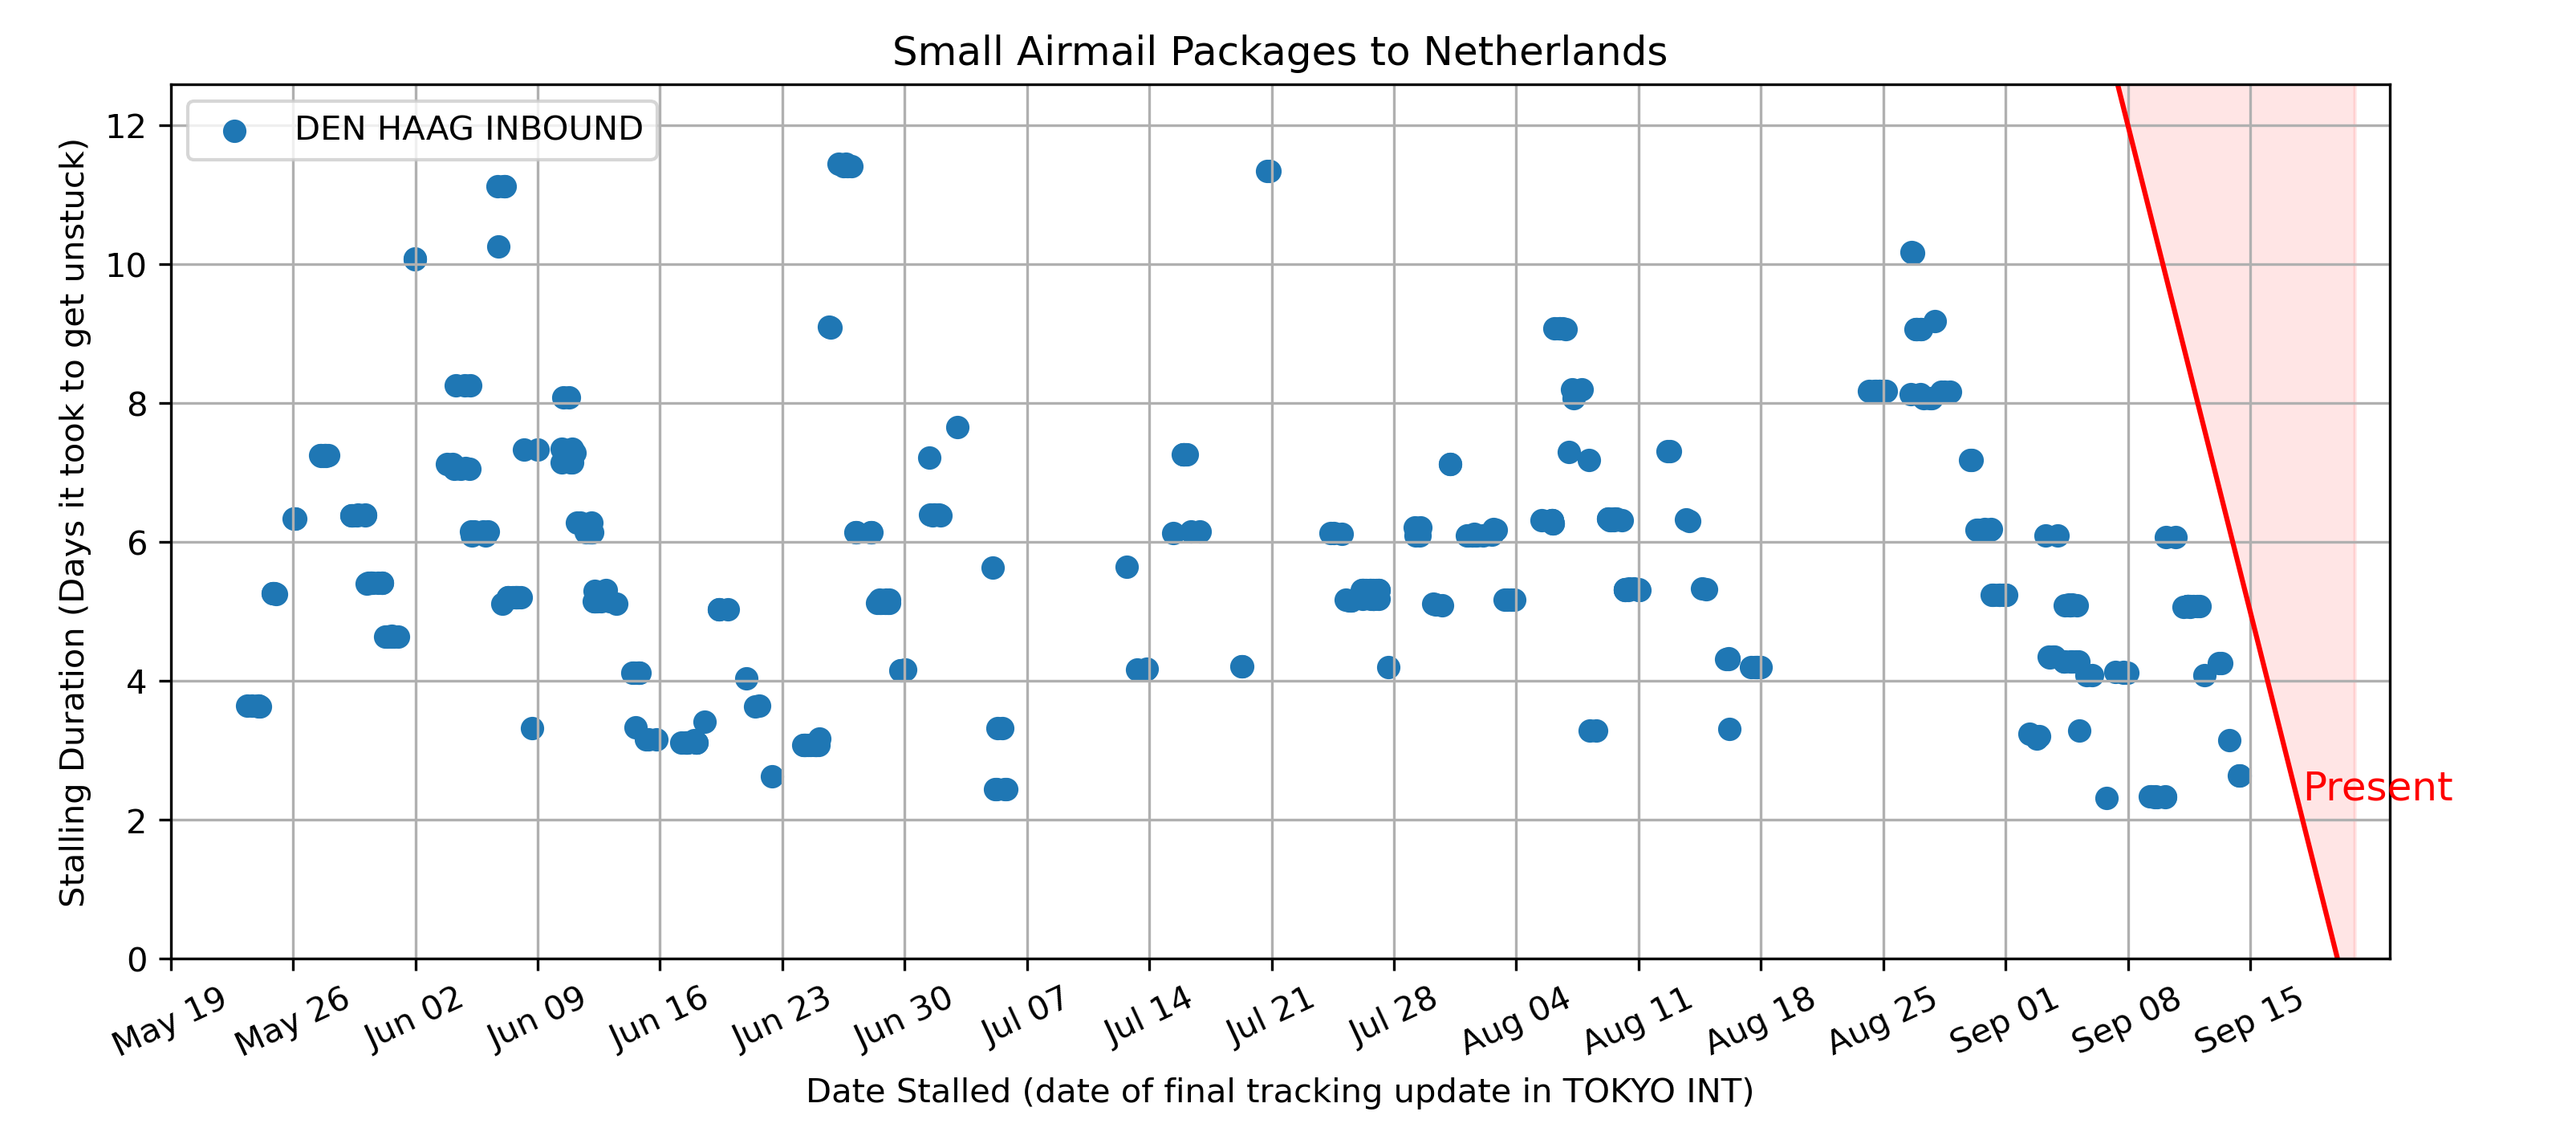 Small Airmail Packages to Netherlands
DEN HAAG INBOUND
Stalling Duration (Days it took to get unstuck)
12
10
8
6
4
2
0
Present
May 19
May 26
Jun 02
Jun 09
Jun 16
Jun 23
Jun 30
Jul 07
Jul 14
Jul 21
Jul 28
Aug 04
Aug 11
Aug 18
Aug 25
Sep 01
Sep 08
Sep 15
Date Stalled (date of final tracking update in TOKYO INT)